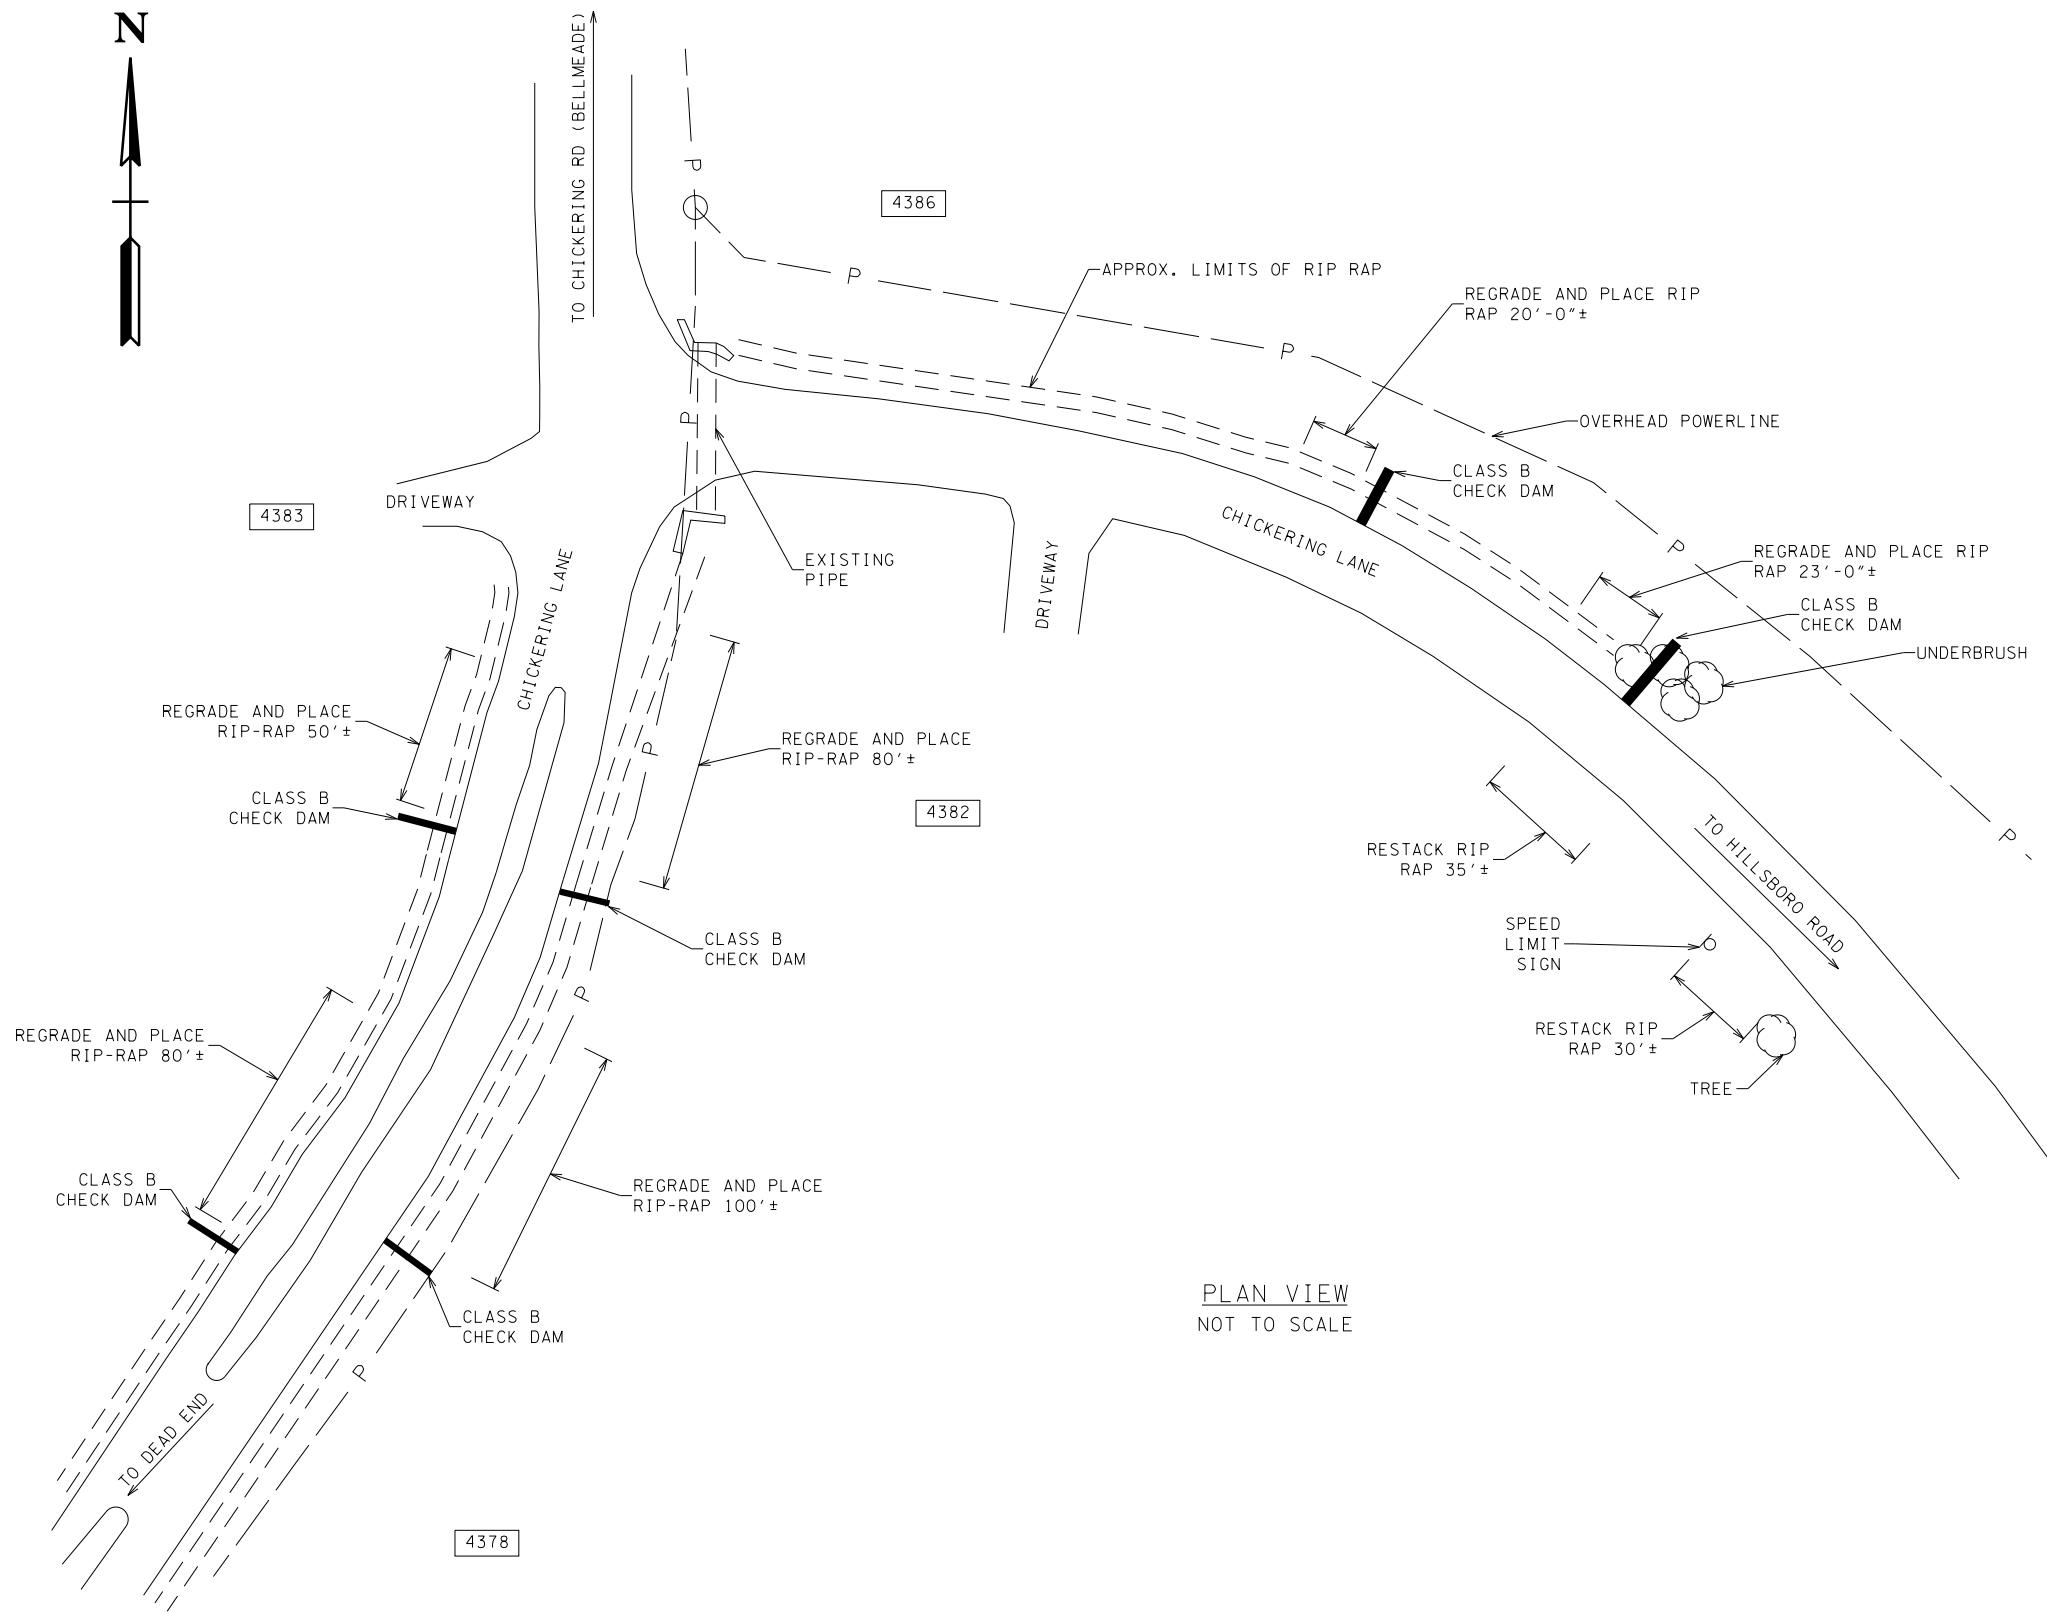 N
TO CHICKERING RD (BELLMEADE)
P
4386
P
APPROX. LIMITS OF RIP RAP
REGRADE AND PLACE RIP
RAP 20'-0"±
P
P
OVERHEAD POWERLINE
CLASS B
CHECK DAM
DRIVEWAY
4383
CHICKERING LANE
EXISTING
PIPE
CHICKERING LANE
DRIVEWAY
P
REGRADE AND PLACE RIP
RAP 23'-0"±
CLASS B
CHECK DAM
UNDERBRUSH
REGRADE AND PLACE
RIP-RAP 50'±
P
REGRADE AND PLACE
RIP-RAP 80'±
CLASS B
CHECK DAM
4382
TO HILLSBORO ROAD
P
RESTACK RIP
RAP 35'±
CLASS B
CHECK DAM
SPEED
LIMIT
SIGN
P
REGRADE AND PLACE
RIP-RAP 80'±
RESTACK RIP
RAP 30'±
TREE
CLASS B
CHECK DAM
REGRADE AND PLACE
RIP-RAP 100'±
CLASS B
CHECK DAM
PLAN VIEW
NOT TO SCALE
P
TO DEAD END
4378